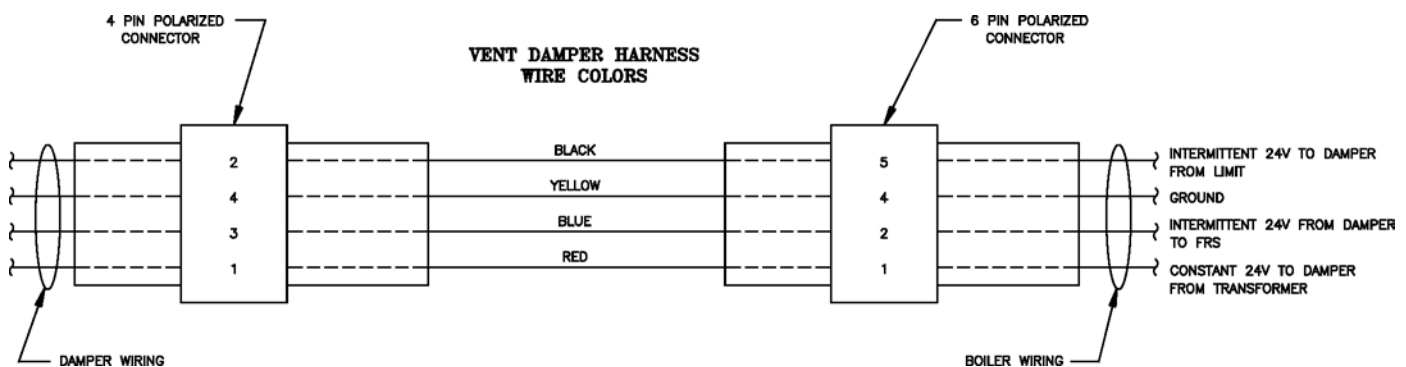 4 PIN POLARIZED
CONNECTOR
6 PIN POLARIZED
CONNECTOR
VENT DAMPER HARNESS
WIRE COLORS
2
BLACK
5
INTERMITTENT 24V TO DAMPER
FROM LIMIT
4
YELLOW
4
GROUND
3
BLUE
2
INTERMITTENT 24V FROM DAMPER
TO FRS
1
RED
1
CONSTANT 24V TO DAMPER
FROM TRANSFORMER
DAMPER WIRING
BOILER WIRING